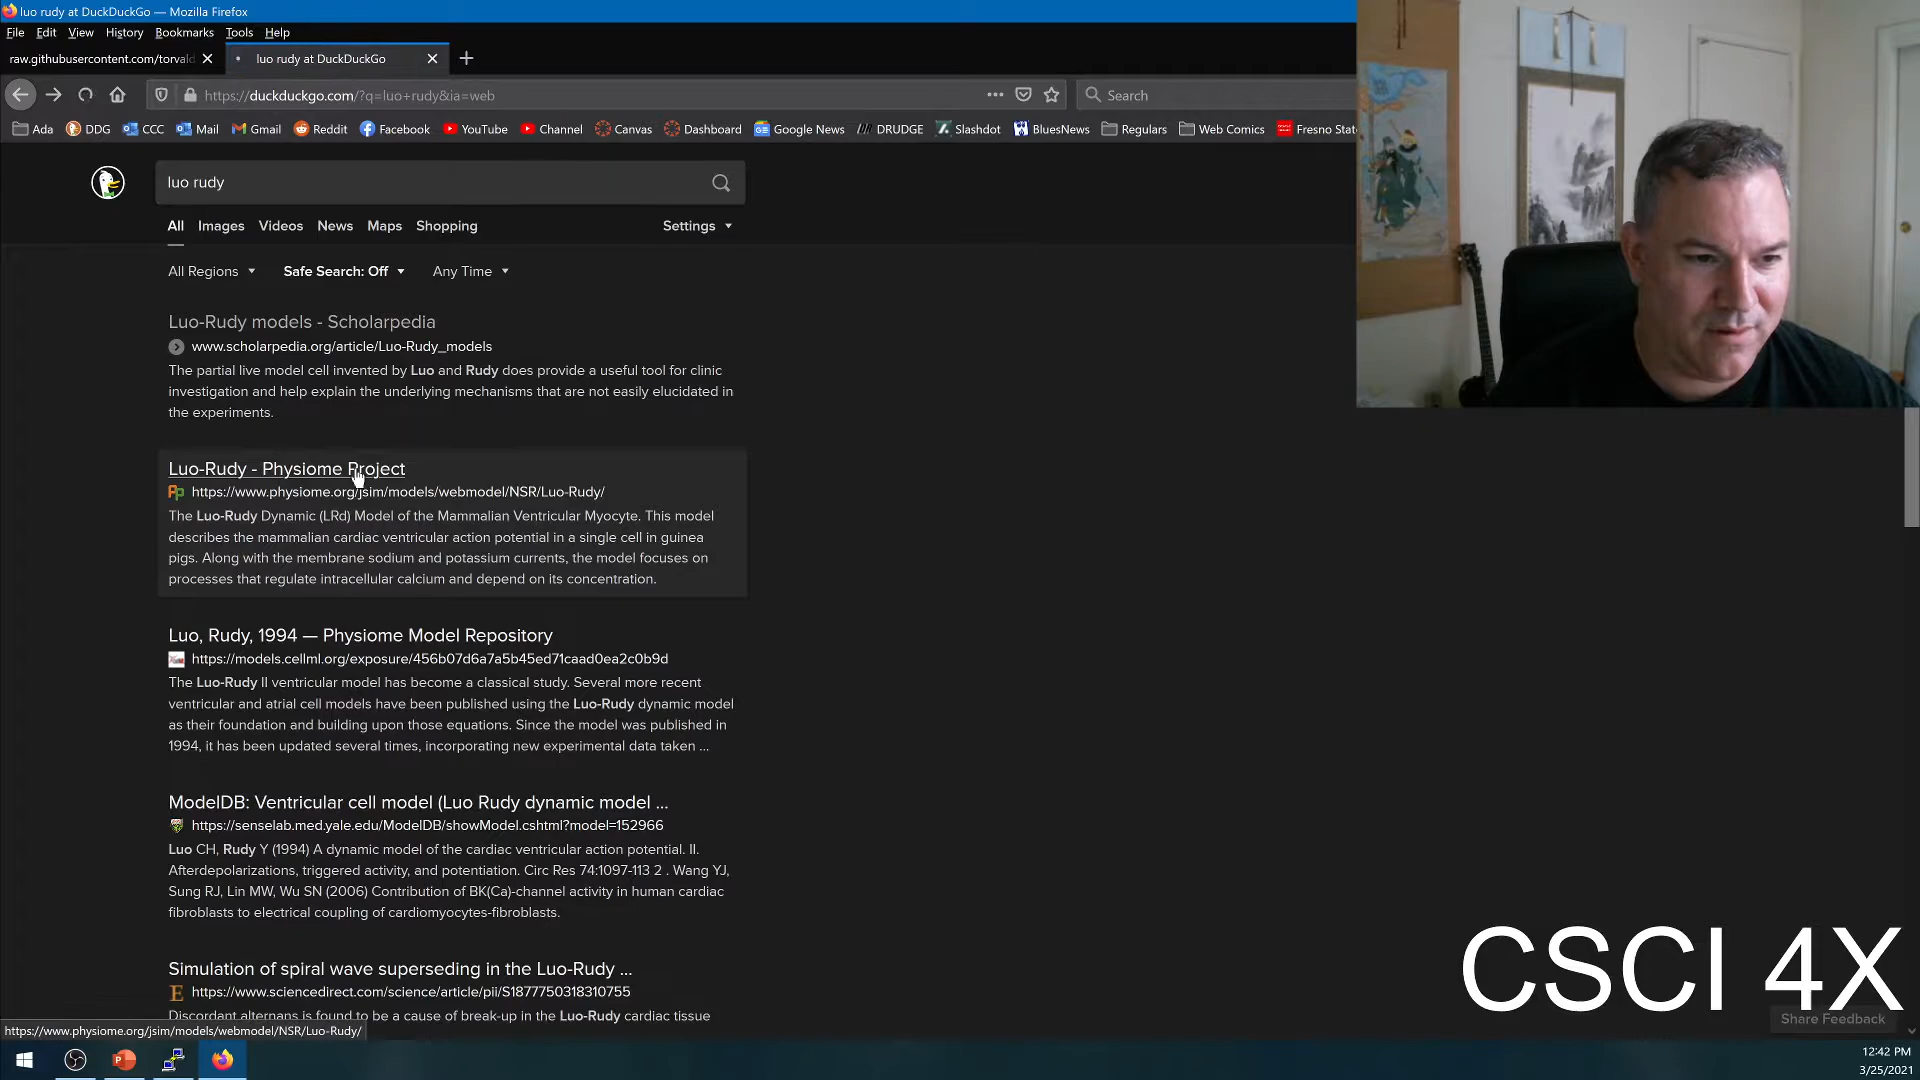 luo rudy at DuckDuckGo — Mozilla Firefox
File Edit View History Bookmarks Tools Help
raw.githubusercontent.com/torvald
luo rudy at DuckDuckGo
https://duckduckgo.com/?q=luo+rudy&ia=web
Search
Ada DDG CCC Mail Gmail Reddit Facebook YouTube Channel Canvas Dashboard Google News DRUDGE Slashdot BluesNews Regulars Web Comics Fresno State
luo rudy
All Images Videos News Maps Shopping Settings
All Regions Safe Search: Off Any Time
Luo-Rudy models - Scholarpedia
www.scholarpedia.org/article/Luo-Rudy_models
The partial live model cell invented by Luo and Rudy does provide a useful tool for clinic
investigation and help explain the underlying mechanisms that are not easily elucidated in
the experiments.
Luo-Rudy - Physiome Project
https://www.physiome.org/jsim/models/webmodel/NSR/Luo-Rudy/
The Luo-Rudy Dynamic (LRd) Model of the Mammalian Ventricular Myocyte. This model
describes the mammalian cardiac ventricular action potential in a single cell in guinea
pigs. Along with the membrane sodium and potassium currents, the model focuses on
processes that regulate intracellular calcium and depend on its concentration.
Luo, Rudy, 1994 — Physiome Model Repository
https://models.cellml.org/exposure/456b07d6a7a5b45ed71caad0ea2c0b9d
The Luo-Rudy II ventricular model has become a classical study. Several more recent
ventricular and atrial cell models have been published using the Luo-Rudy dynamic model
as their foundation and building upon those equations. Since the model was published in
1994, it has been updated several times, incorporating new experimental data taken ...
ModelDB: Ventricular cell model (Luo Rudy dynamic model ...
https://senselab.med.yale.edu/ModelDB/showModel.cshtml?model=152966
Luo CH, Rudy Y (1994) A dynamic model of the cardiac ventricular action potential. II.
Afterdepolarizations, triggered activity, and potentiation. Circ Res 74:1097-113 2 . Wang YJ,
Sung RJ, Lin MW, Wu SN (2006) Contribution of BK(Ca)-channel activity in human cardiac
fibroblasts to electrical coupling of cardiomyocytes-fibroblasts.
Simulation of spiral wave superseding in the Luo-Rudy ...
https://www.sciencedirect.com/science/article/pii/S1877750318310755
Discordant alternans is found to be a cause of break-up in the Luo-Rudy cardiac tissue
CSCI 4X
Share Feedback
https://www.physiome.org/jsim/models/webmodel/NSR/Luo-Rudy/
12:42 PM
3/25/2021